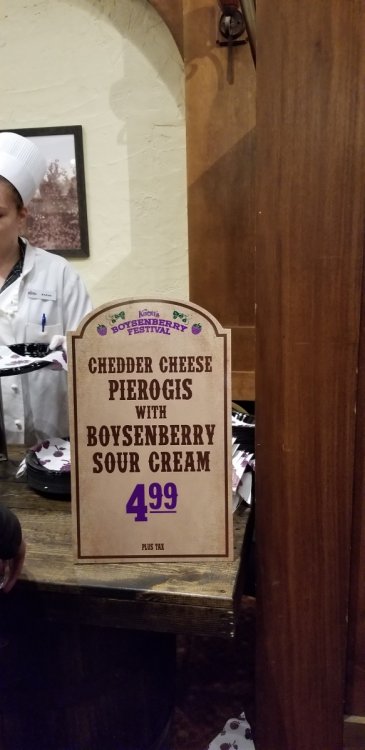 Knott's
BOYSENBERRY
FESTIVAL
CHEDDER CHEESE
PIEROGIS
WITH
BOYSENBERRY
SOUR CREAM
4 99
PLUS TAX